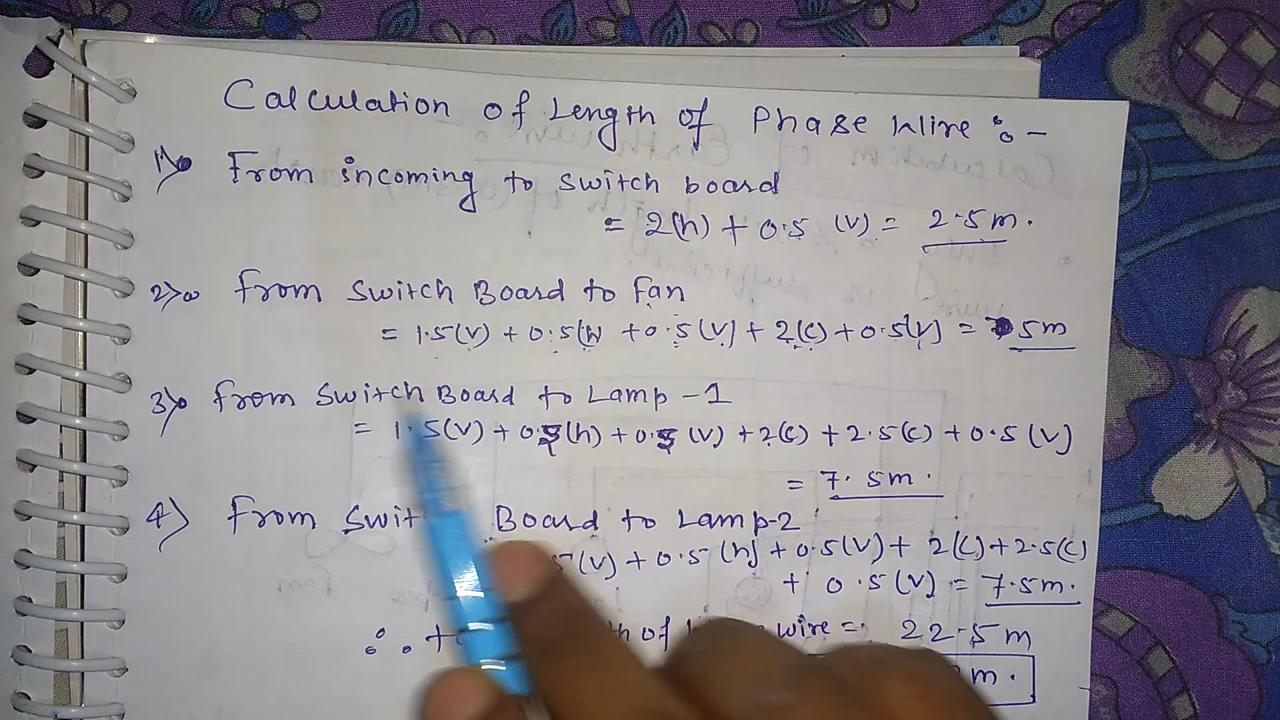 Calculation of Length of Phase Wire :-
1) From incoming to switch board
= 2(h) + 0.5 (v) = 2.5m.
2) From Switch Board to Fan
= 1.5(v) + 0.5(h + 0.5(v) + 2(c) + 0.5(v) = 5m
3) From Switch Board to Lamp-1
= 1.5(v) + 0.5(h) + 0.5 (v) + 2(c) + 2.5(c) + 0.5(v)
= 7.5m.
4) From Board to Lamp-2
5(v) + 0.5(h) + 0.5(v) + 2(c) + 2.5(c)
+ 0.5(v) = 7.5m.
∴ of wire = 22.5m
m.